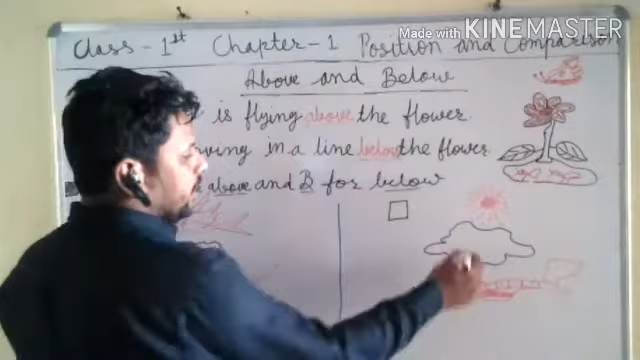 Made with KINEMASTER
Class - 1st Chapter - 1 Position and Comparison
Above and Below
is flying above the flower.
in a line below the flower.
above and B for below